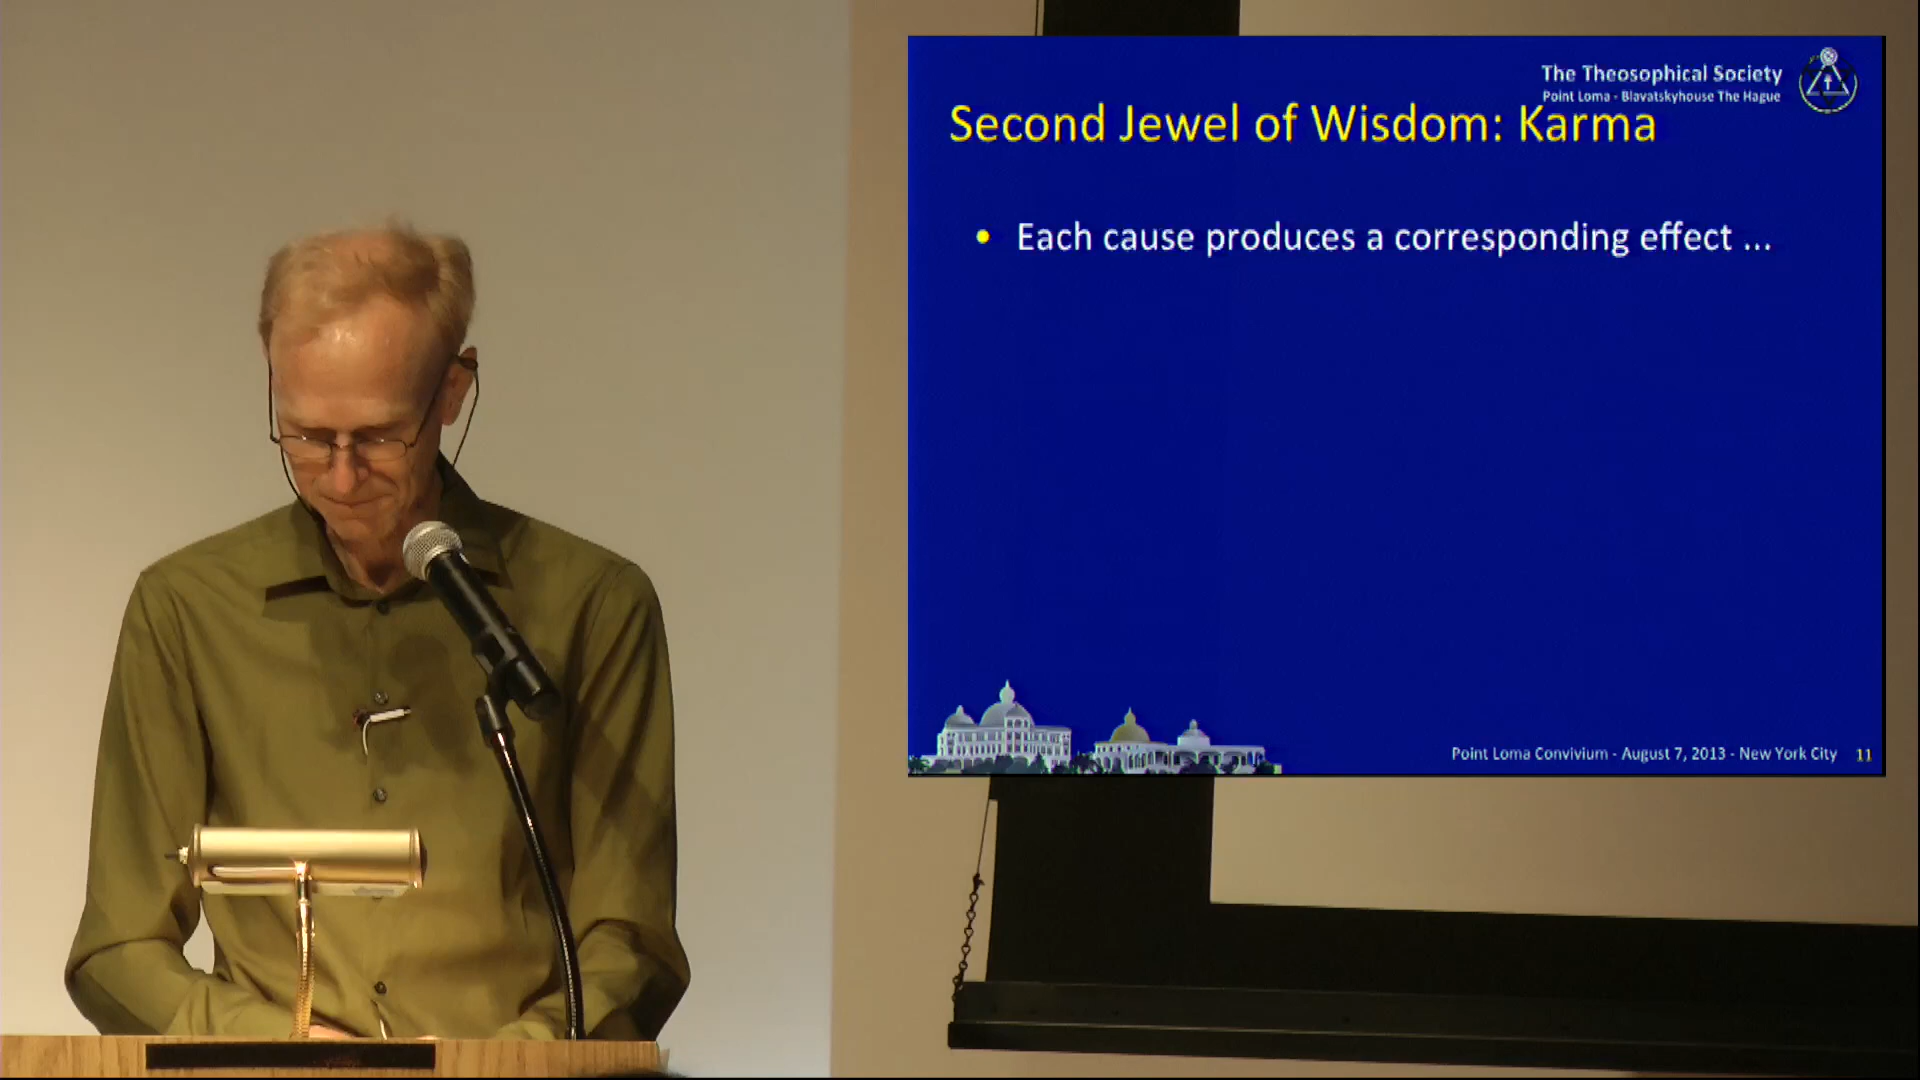 The Theosophical Society
Point Loma - Blavatskyhouse The Hague
Second Jewel of Wisdom: Karma
• Each cause produces a corresponding effect ...
Point Loma Convivium - August 7, 2013 - New York City 11